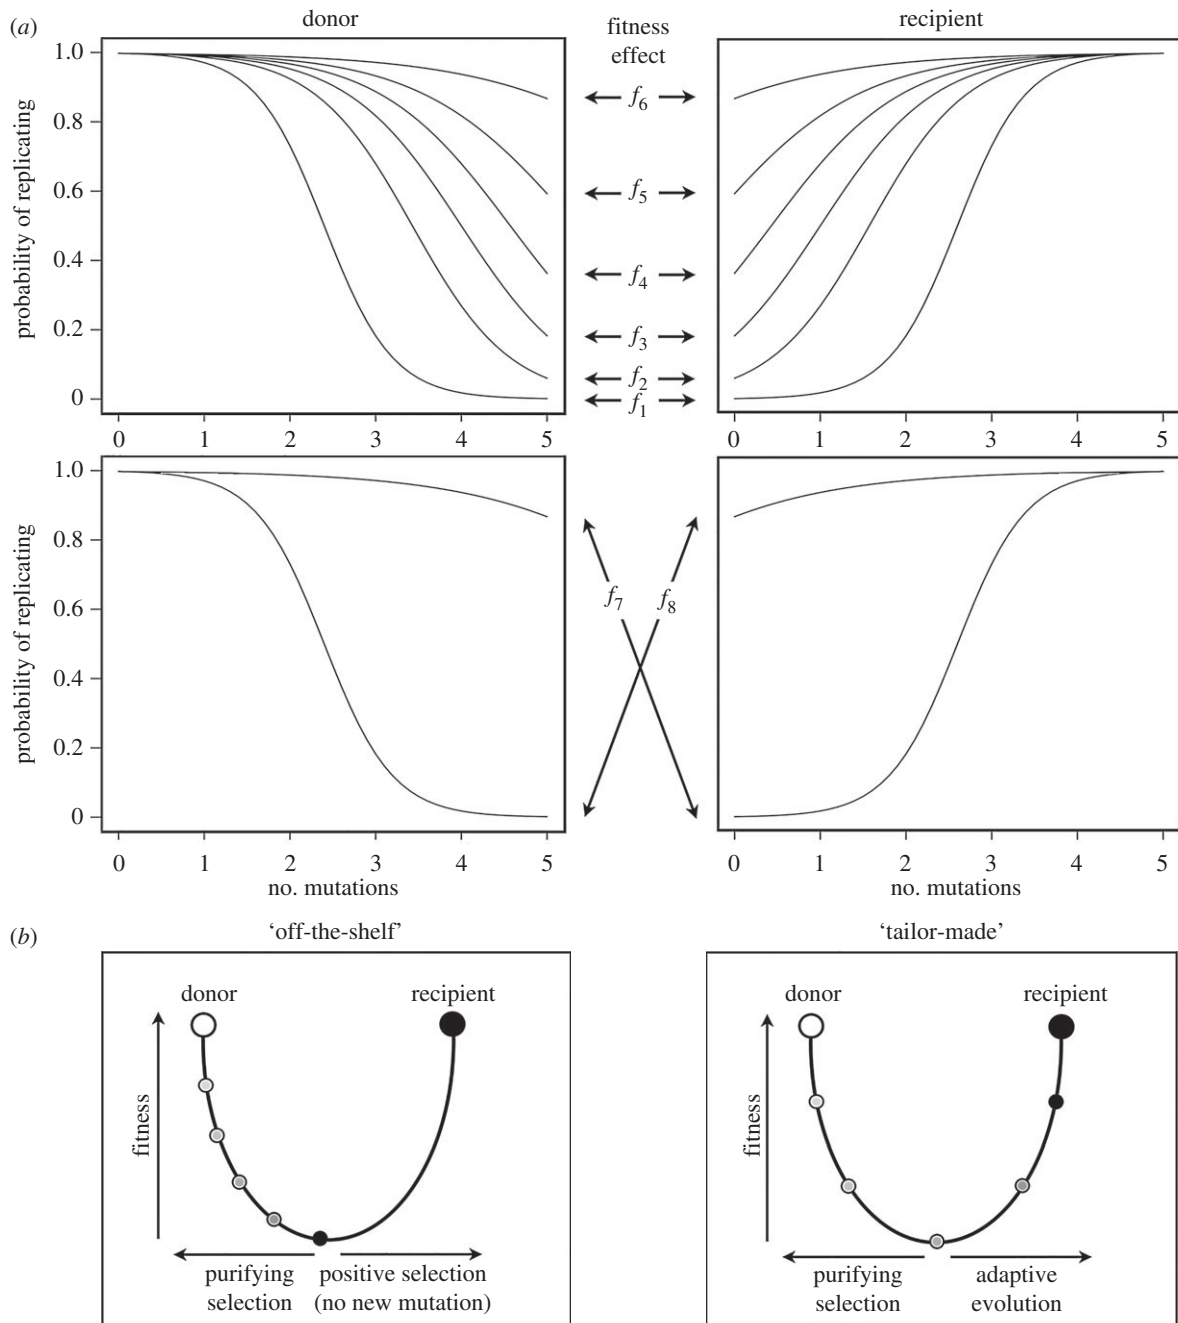 (a)
donor
fitness
effect
recipient
probability of replicating
1.0
0.8
0.6
0.4
0.2
0
0 1 2 3 4 5
f6
f5
f4
f3
f2
f1
0 1 2 3 4 5
probability of replicating
1.0
0.8
0.6
0.4
0.2
0
0 1 2 3 4 5
no. mutations
f7 f8
0 1 2 3 4 5
no. mutations
(b)
‘off-the-shelf’
donor recipient
fitness
purifying
selection
positive selection
(no new mutation)
‘tailor-made’
donor recipient
fitness
purifying
selection
adaptive
evolution